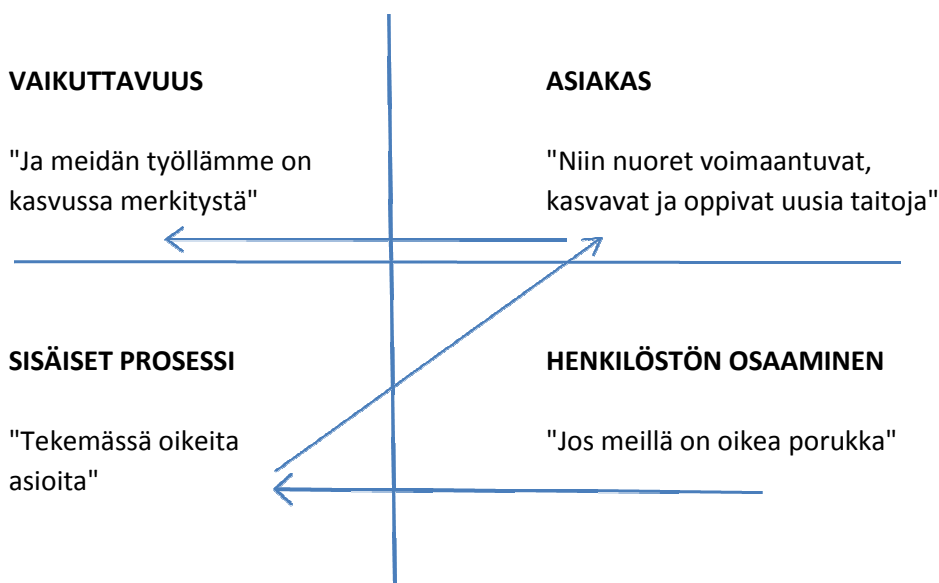 VAIKUTTAVUUS
"Ja meidän työllämme on
kasvussa merkitystä"
ASIAKAS
"Niin nuoret voimaantuvat,
kasvavat ja oppivat uusia taitoja"
SISÄISET PROSESSI
"Tekemässä oikeita
asioita"
HENKILÖSTÖN OSAAMINEN
"Jos meillä on oikea porukka"